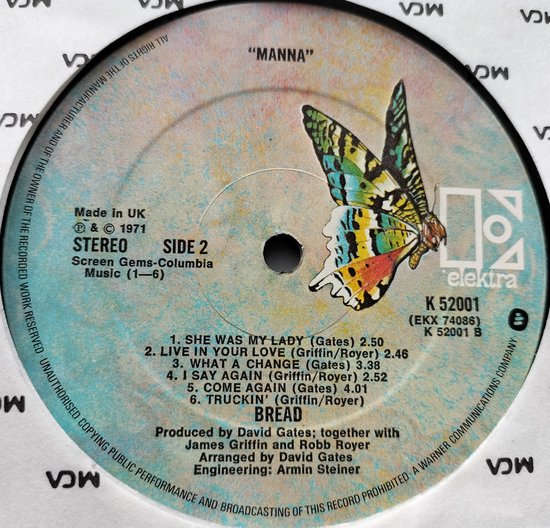 "MANNA"
Made in UK
℗ & © 1971
STEREO SIDE 2
Screen Gems-Columbia
Music (1—6)
elektra
K 52001
(EKX 74086)
K 52001 B
1. SHE WAS MY LADY (Gates) 2.50
2. LIVE IN YOUR LOVE (Griffin/Royer) 2.46
3. WHAT A CHANGE (Gates) 3.38
4. I SAY AGAIN (Griffin/Royer) 2.52
5. COME AGAIN (Gates) 4.01
6. TRUCKIN' (Griffin/Royer)
BREAD
Produced by David Gates; together with
James Griffin and Robb Royer
Arranged by David Gates
Engineering: Armin Steiner
ALL RIGHTS OF THE MANUFACTURER AND OF THE OWNER OF THE RECORDED WORK RESERVED · UNAUTHORISED COPYING PUBLIC PERFORMANCE AND BROADCASTING OF THIS RECORD PROHIBITED · A WARNER COMMUNICATIONS COMPANY
MCA
MCA
MCA
MCA
MCA
MCA
MCA
MCA
MCA
MCA